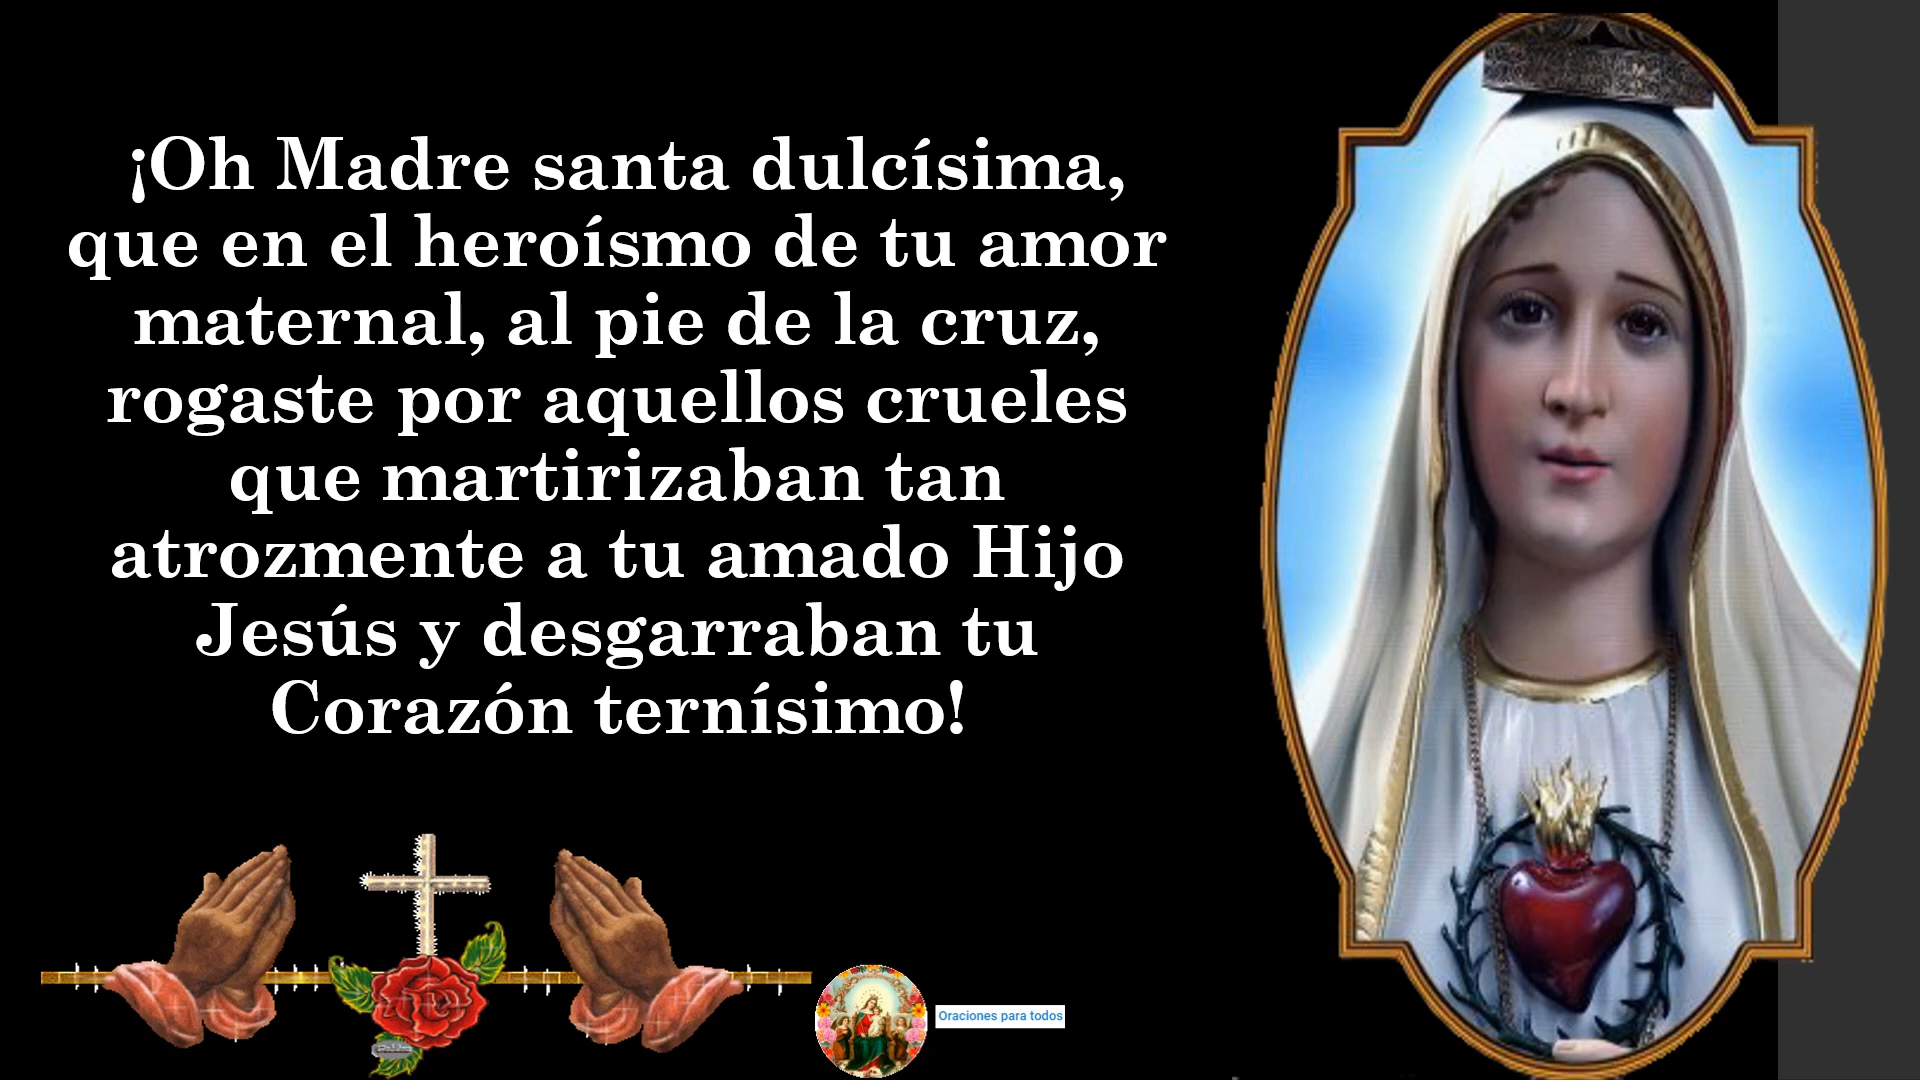 ¡Oh Madre santa dulcísima,
que en el heroísmo de tu amor
maternal, al pie de la cruz,
rogaste por aquellos crueles
que martirizaban tan
atrozmente a tu amado Hijo
Jesús y desgarraban tu
Corazón ternísimo!
Oraciones para todos